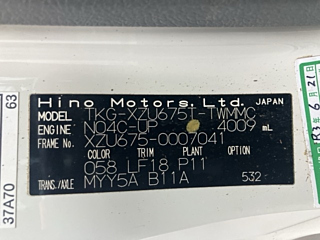 Hino Motors, Ltd. JAPAN
MODEL TKG-XZU675T-TWMMC
ENGINE N04C-UP 4009 mL
FRAME No. XZU675-0007041
COLOR TRIM PLANT OPTION
058 LF18 P11
TRANS./AXLE MYY5A B11A 532
63
37A70